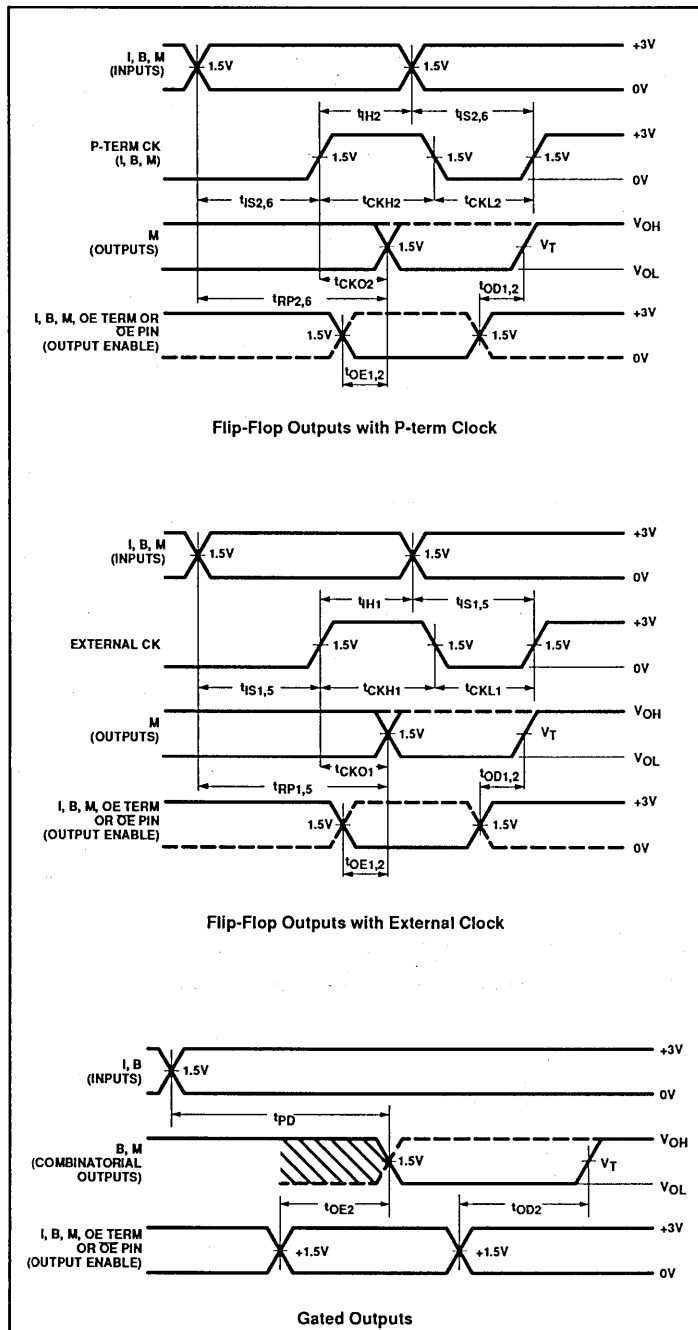 I, B, M
(INPUTS)
1.5V
1.5V
+3V
0V
tIH2
tIS2,6
P-TERM CK
(I, B, M)
1.5V
1.5V
1.5V
+3V
0V
tIS2,6
tCKH2
tCKL2
M
(OUTPUTS)
1.5V
VOH
VT
VOL
tCKO2
tRP2,6
tOD1,2
I, B, M, OE TERM OR
OE PIN
(OUTPUT ENABLE)
1.5V
1.5V
+3V
0V
tOE1,2
Flip-Flop Outputs with P-term Clock
I, B, M
(INPUTS)
1.5V
1.5V
+3V
0V
tIH1
tIS1,5
EXTERNAL CK
1.5V
1.5V
1.5V
+3V
0V
tIS1,5
tCKH1
tCKL1
M
(OUTPUTS)
1.5V
VOH
VT
VOL
tCKO1
tRP1,5
tOD1,2
I, B, M, OE TERM
OR OE PIN
(OUTPUT ENABLE)
1.5V
1.5V
+3V
0V
tOE1,2
Flip-Flop Outputs with External Clock
I, B
(INPUTS)
1.5V
+3V
0V
tPD
B, M
(COMBINATORIAL
OUTPUTS)
1.5V
VOH
VT
VOL
tOE2
tOD2
I, B, M, OE TERM
OR OE PIN
(OUTPUT ENABLE)
+1.5V
+1.5V
+3V
0V
Gated Outputs